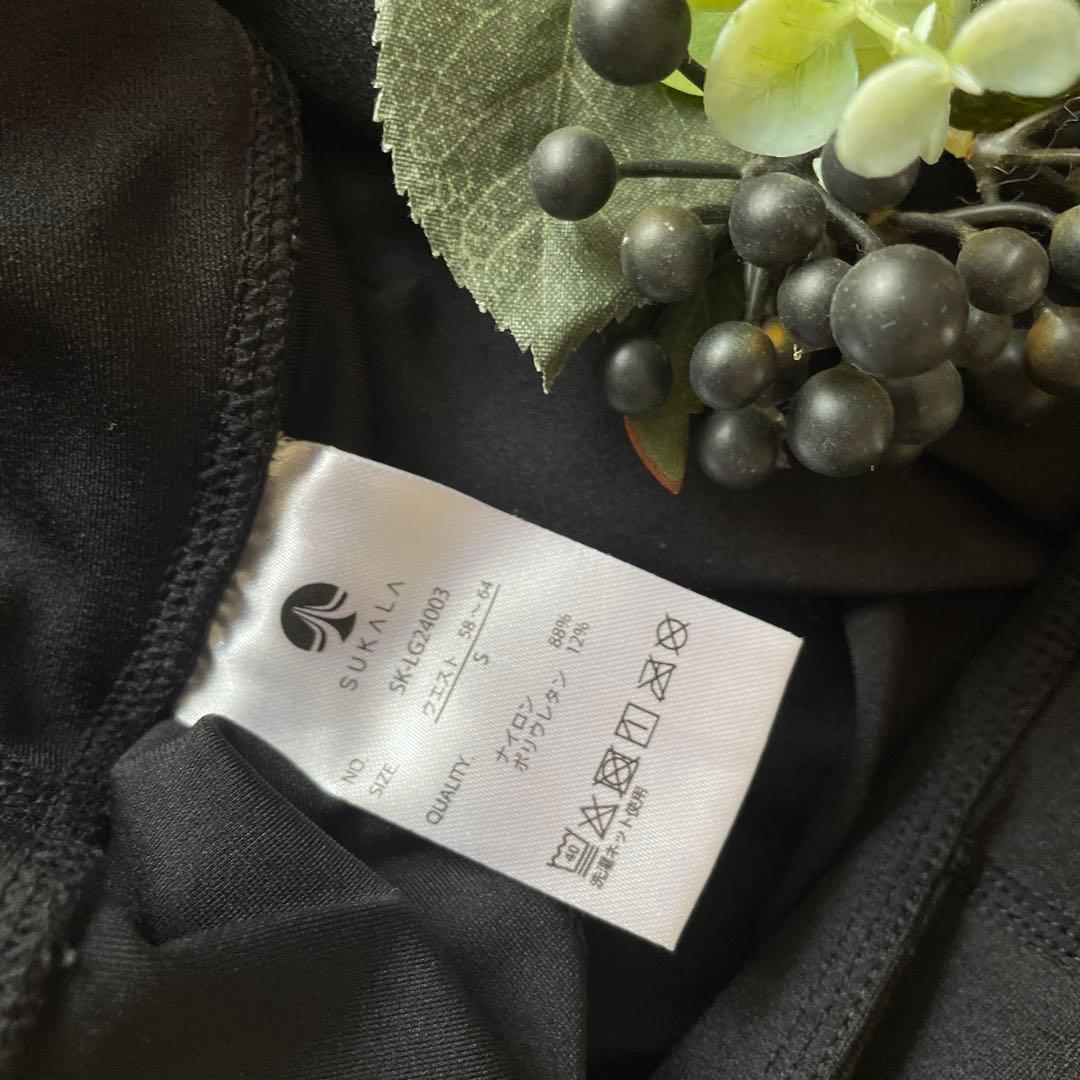 SUKALA
NO. SK-LG24003
SIZE ウエスト 58～64
S
QUALITY.
ナイロン 88%
ポリウレタン 12%
40
洗濯ネット使用